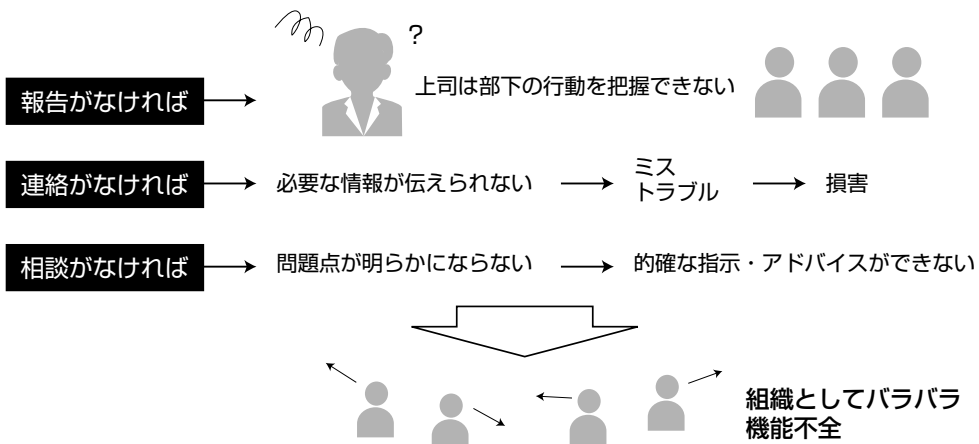 ?
報告がなければ
上司は部下の行動を把握できない
連絡がなければ
必要な情報が伝えられない
ミス
トラブル
損害
相談がなければ
問題点が明らかにならない
的確な指示・アドバイスができない
組織としてバラバラ
機能不全